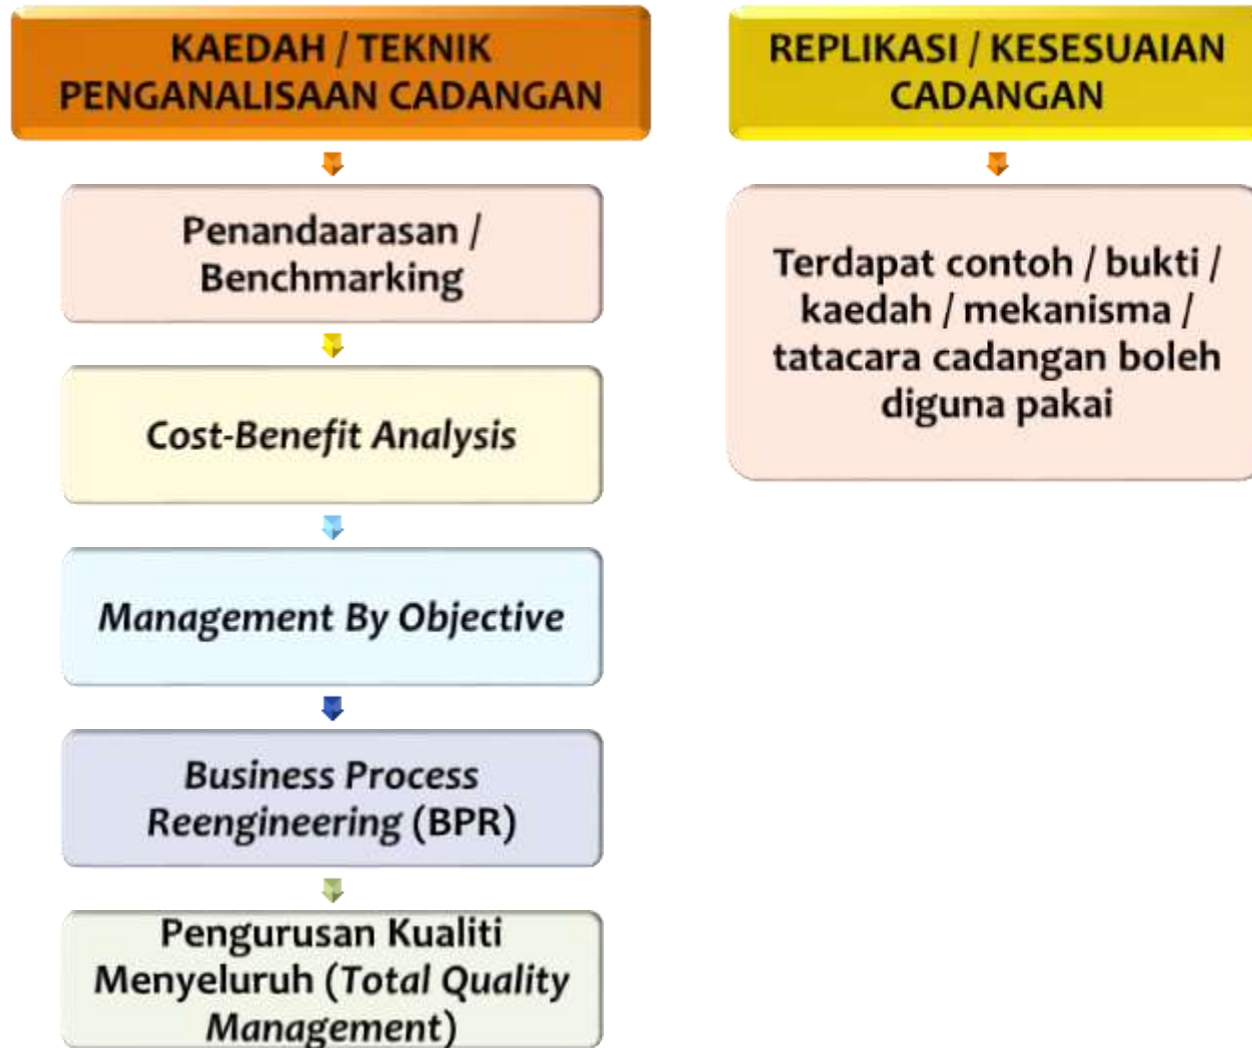 KAEDAH / TEKNIK
PENGANALISAAN CADANGAN
Penandaarasan /
Benchmarking
Cost-Benefit Analysis
Management By Objective
Business Process
Reengineering (BPR)
Pengurusan Kualiti
Menyeluruh (Total Quality
Management)
REPLIKASI / KESESUAIAN
CADANGAN
Terdapat contoh / bukti /
kaedah / mekanisma /
tatacara cadangan boleh
diguna pakai